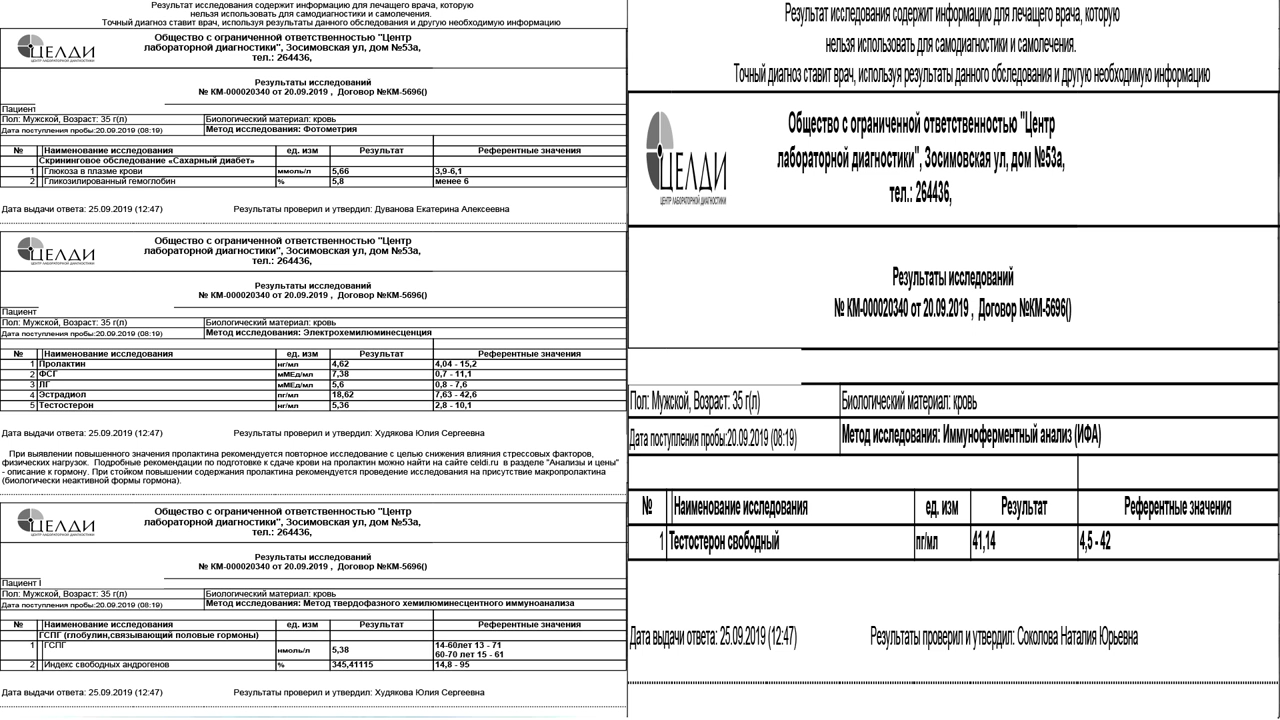 Результат исследования содержит информацию для лечащего врача, которую
нельзя использовать для самодиагностики и самолечения.
Точный диагноз ставит врач, используя результаты данного обследования и другую необходимую информацию
ЦЕЛДИ
ЦЕНТР ЛАБОРАТОРНОЙ ДИАГНОСТИКИ
Общество с ограниченной ответственностью "Центр
лабораторной диагностики", Зосимовская ул, дом №53а,
тел.: 264436,
Результаты исследований
№ КМ-000020340 от 20.09.2019 , Договор №КМ-5696()
Пациент
Пол: Мужской, Возраст: 35 г(л) Биологический материал: кровь
Дата поступления пробы:20.09.2019 (08:19) Метод исследования: Фотометрия
№ Наименование исследования ед. изм Результат Референтные значения
Скрининговое обследование «Сахарный диабет»
1 Глюкоза в плазме крови ммоль/л 5,66 3,9-6,1
2 Гликозилированный гемоглобин % 5,8 менее 6
Дата выдачи ответа: 25.09.2019 (12:47) Результаты проверил и утвердил: Дуванова Екатерина Алексеевна
ЦЕЛДИ
ЦЕНТР ЛАБОРАТОРНОЙ ДИАГНОСТИКИ
Общество с ограниченной ответственностью "Центр
лабораторной диагностики", Зосимовская ул, дом №53а,
тел.: 264436,
Результаты исследований
№ КМ-000020340 от 20.09.2019 , Договор №КМ-5696()
Пациент
Пол: Мужской, Возраст: 35 г(л) Биологический материал: кровь
Дата поступления пробы:20.09.2019 (08:19) Метод исследования: Электрохемилюминесценция
№ Наименование исследования ед. изм Результат Референтные значения
1 Пролактин нг/мл 4,62 4,04 - 15,2
2 ФСГ мМЕд/мл 7,38 0,7 - 11,1
3 ЛГ мМЕд/мл 5,6 0,8 - 7,6
4 Эстрадиол пг/мл 18,62 7,63 - 42,6
5 Тестостерон нг/мл 5,36 2,8 - 10,1
Дата выдачи ответа: 25.09.2019 (12:47) Результаты проверил и утвердил: Худякова Юлия Сергеевна
При выявлении повышенного значения пролактина рекомендуется повторное исследование с целью снижения влияния стрессовых факторов,
физических нагрузок. Подробные рекомендации по подготовке к сдаче крови на пролактин можно найти на сайте celdi.ru в разделе "Анализы и цены"
- описание к гормону. При стойком повышении содержания пролактина рекомендуется проведение исследования на присутствие макропролактина
(биологически неактивной формы гормона).
ЦЕЛДИ
ЦЕНТР ЛАБОРАТОРНОЙ ДИАГНОСТИКИ
Общество с ограниченной ответственностью "Центр
лабораторной диагностики", Зосимовская ул, дом №53а,
тел.: 264436,
Результаты исследований
№ КМ-000020340 от 20.09.2019 , Договор №КМ-5696()
Пациент
Пол: Мужской, Возраст: 35 г(л) Биологический материал: кровь
Дата поступления пробы:20.09.2019 (08:19) Метод исследования: Метод твердофазного хемилюминесцентного иммуноанализа
№ Наименование исследования ед. изм Результат Референтные значения
ГСПГ (глобулин,связывающий половые гормоны)
1 ГСПГ нмоль/л 5,38 14-60лет 13 - 71
60-70 лет 15 - 61
2 Индекс свободных андрогенов % 345,41115 14,8 - 95
Дата выдачи ответа: 25.09.2019 (12:47) Результаты проверил и утвердил: Худякова Юлия Сергеевна
Результат исследования содержит информацию для лечащего врача, которую
нельзя использовать для самодиагностики и самолечения.
Точный диагноз ставит врач, используя результаты данного обследования и другую необходимую информацию
ЦЕЛДИ
ЦЕНТР ЛАБОРАТОРНОЙ ДИАГНОСТИКИ
Общество с ограниченной ответственностью "Центр
лабораторной диагностики", Зосимовская ул, дом №53а,
тел.: 264436,
Результаты исследований
№ КМ-000020340 от 20.09.2019 , Договор №КМ-5696()
Пол: Мужской, Возраст: 35 г(л) Биологический материал: кровь
Дата поступления пробы:20.09.2019 (08:19) Метод исследования: Иммуноферментный анализ (ИФА)
№ Наименование исследования ед. изм Результат Референтные значения
1 Тестостерон свободный пг/мл 41,14 4,5 - 42
Дата выдачи ответа: 25.09.2019 (12:47) Результаты проверил и утвердил: Соколова Наталия Юрьевна